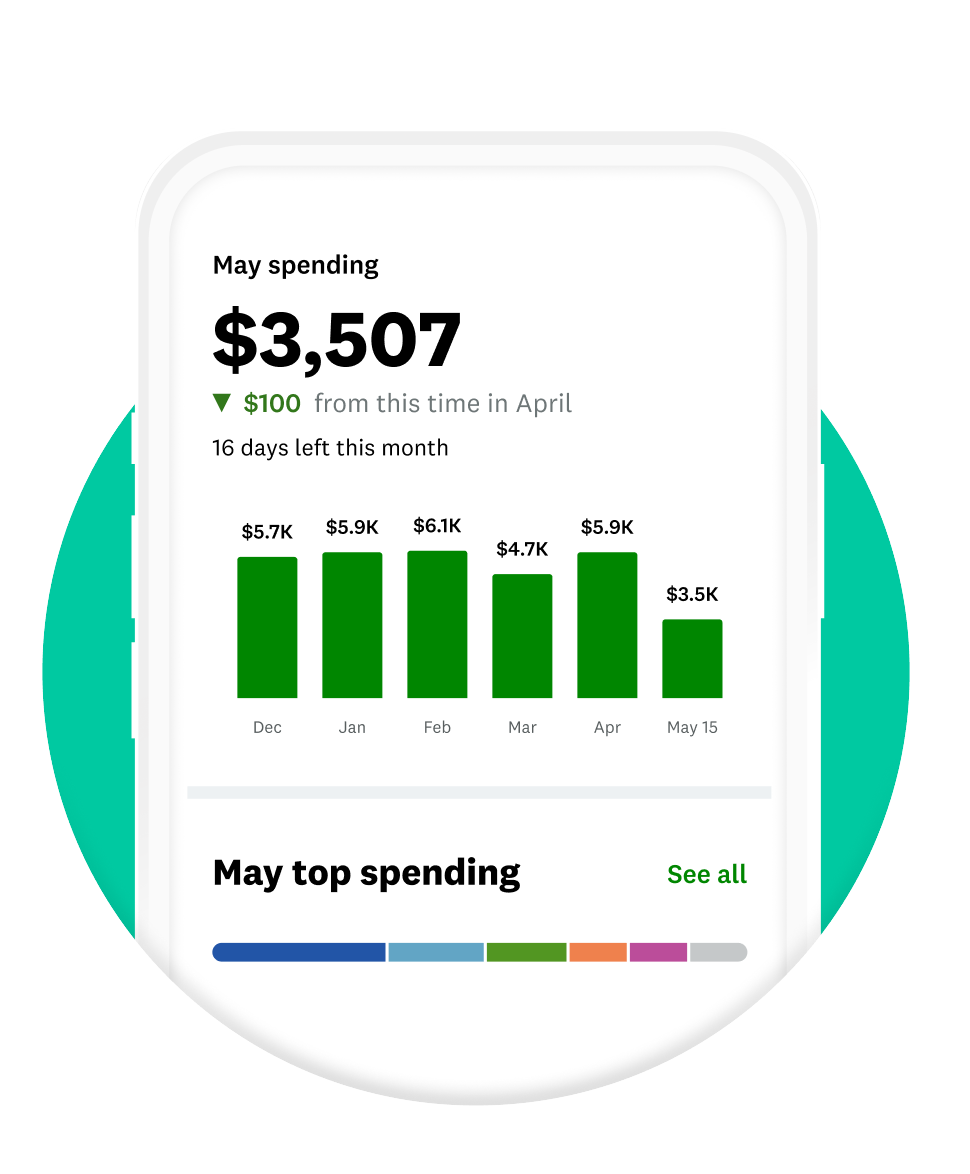 May spending
$3,507
▼ $100 from this time in April
16 days left this month
$5.7K $5.9K $6.1K $4.7K $5.9K $3.5K
Dec Jan Feb Mar Apr May 15
May top spending See all